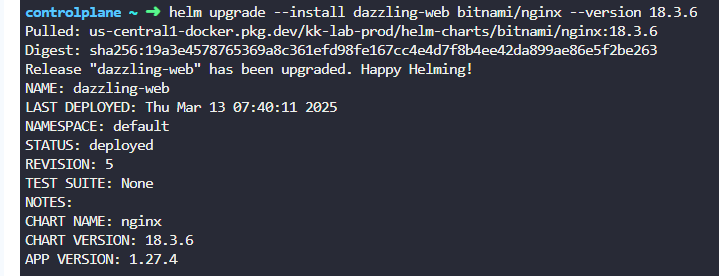 controlplane ~ ➜ helm upgrade --install dazzling-web bitnami/nginx --version 18.3.6
Pulled: us-central1-docker.pkg.dev/kk-lab-prod/helm-charts/bitnami/nginx:18.3.6
Digest: sha256:19a3e4578765369a8c361efd98fe167cc4e4d7f8b4ee42da899ae86e5f2be263
Release "dazzling-web" has been upgraded. Happy Helming!
NAME: dazzling-web
LAST DEPLOYED: Thu Mar 13 07:40:11 2025
NAMESPACE: default
STATUS: deployed
REVISION: 5
TEST SUITE: None
NOTES:
CHART NAME: nginx
CHART VERSION: 18.3.6
APP VERSION: 1.27.4